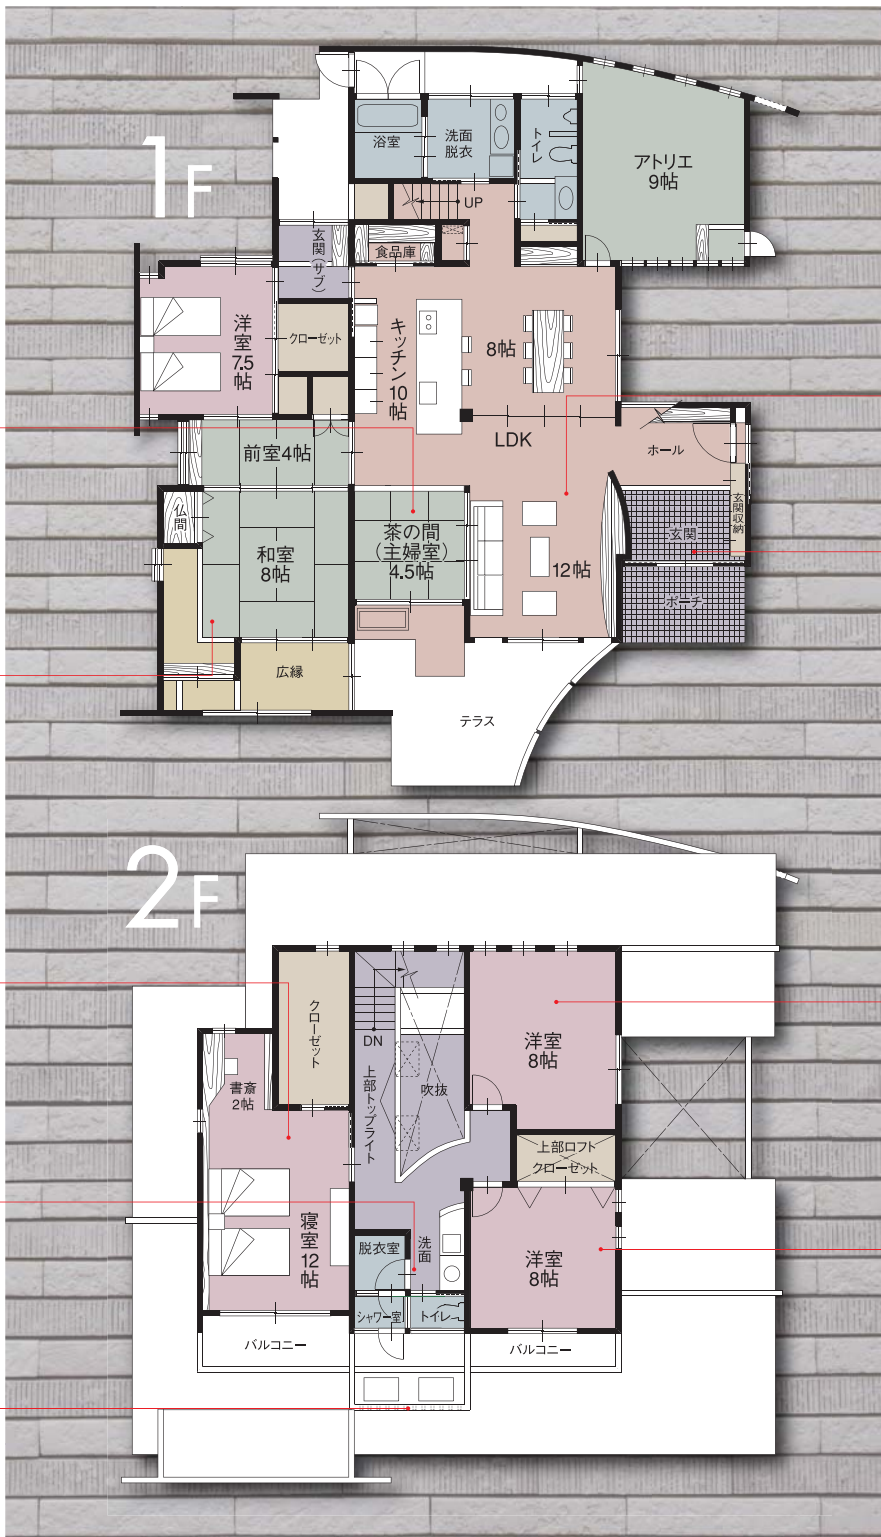 1F
浴室
洗面
脱衣
トイレ
アトリエ
9帖
UP
玄関(サブ)
食品庫
洋室
7.5
帖
クローゼット
キッチン
10
帖
8帖
LDK
ホール
前室4帖
仏間
和室
8帖
茶の間
(主婦室)
4.5帖
12帖
玄関
玄関収納
ポーチ
広縁
テラス
2F
クローゼット
DN
洋室
8帖
書斎
2帖
上部トップライト
吹抜
上部ロフト
クローゼット
寝室
12
帖
脱衣室
洗面
洋室
8帖
シャワー室
トイレ
バルコニー
バルコニー